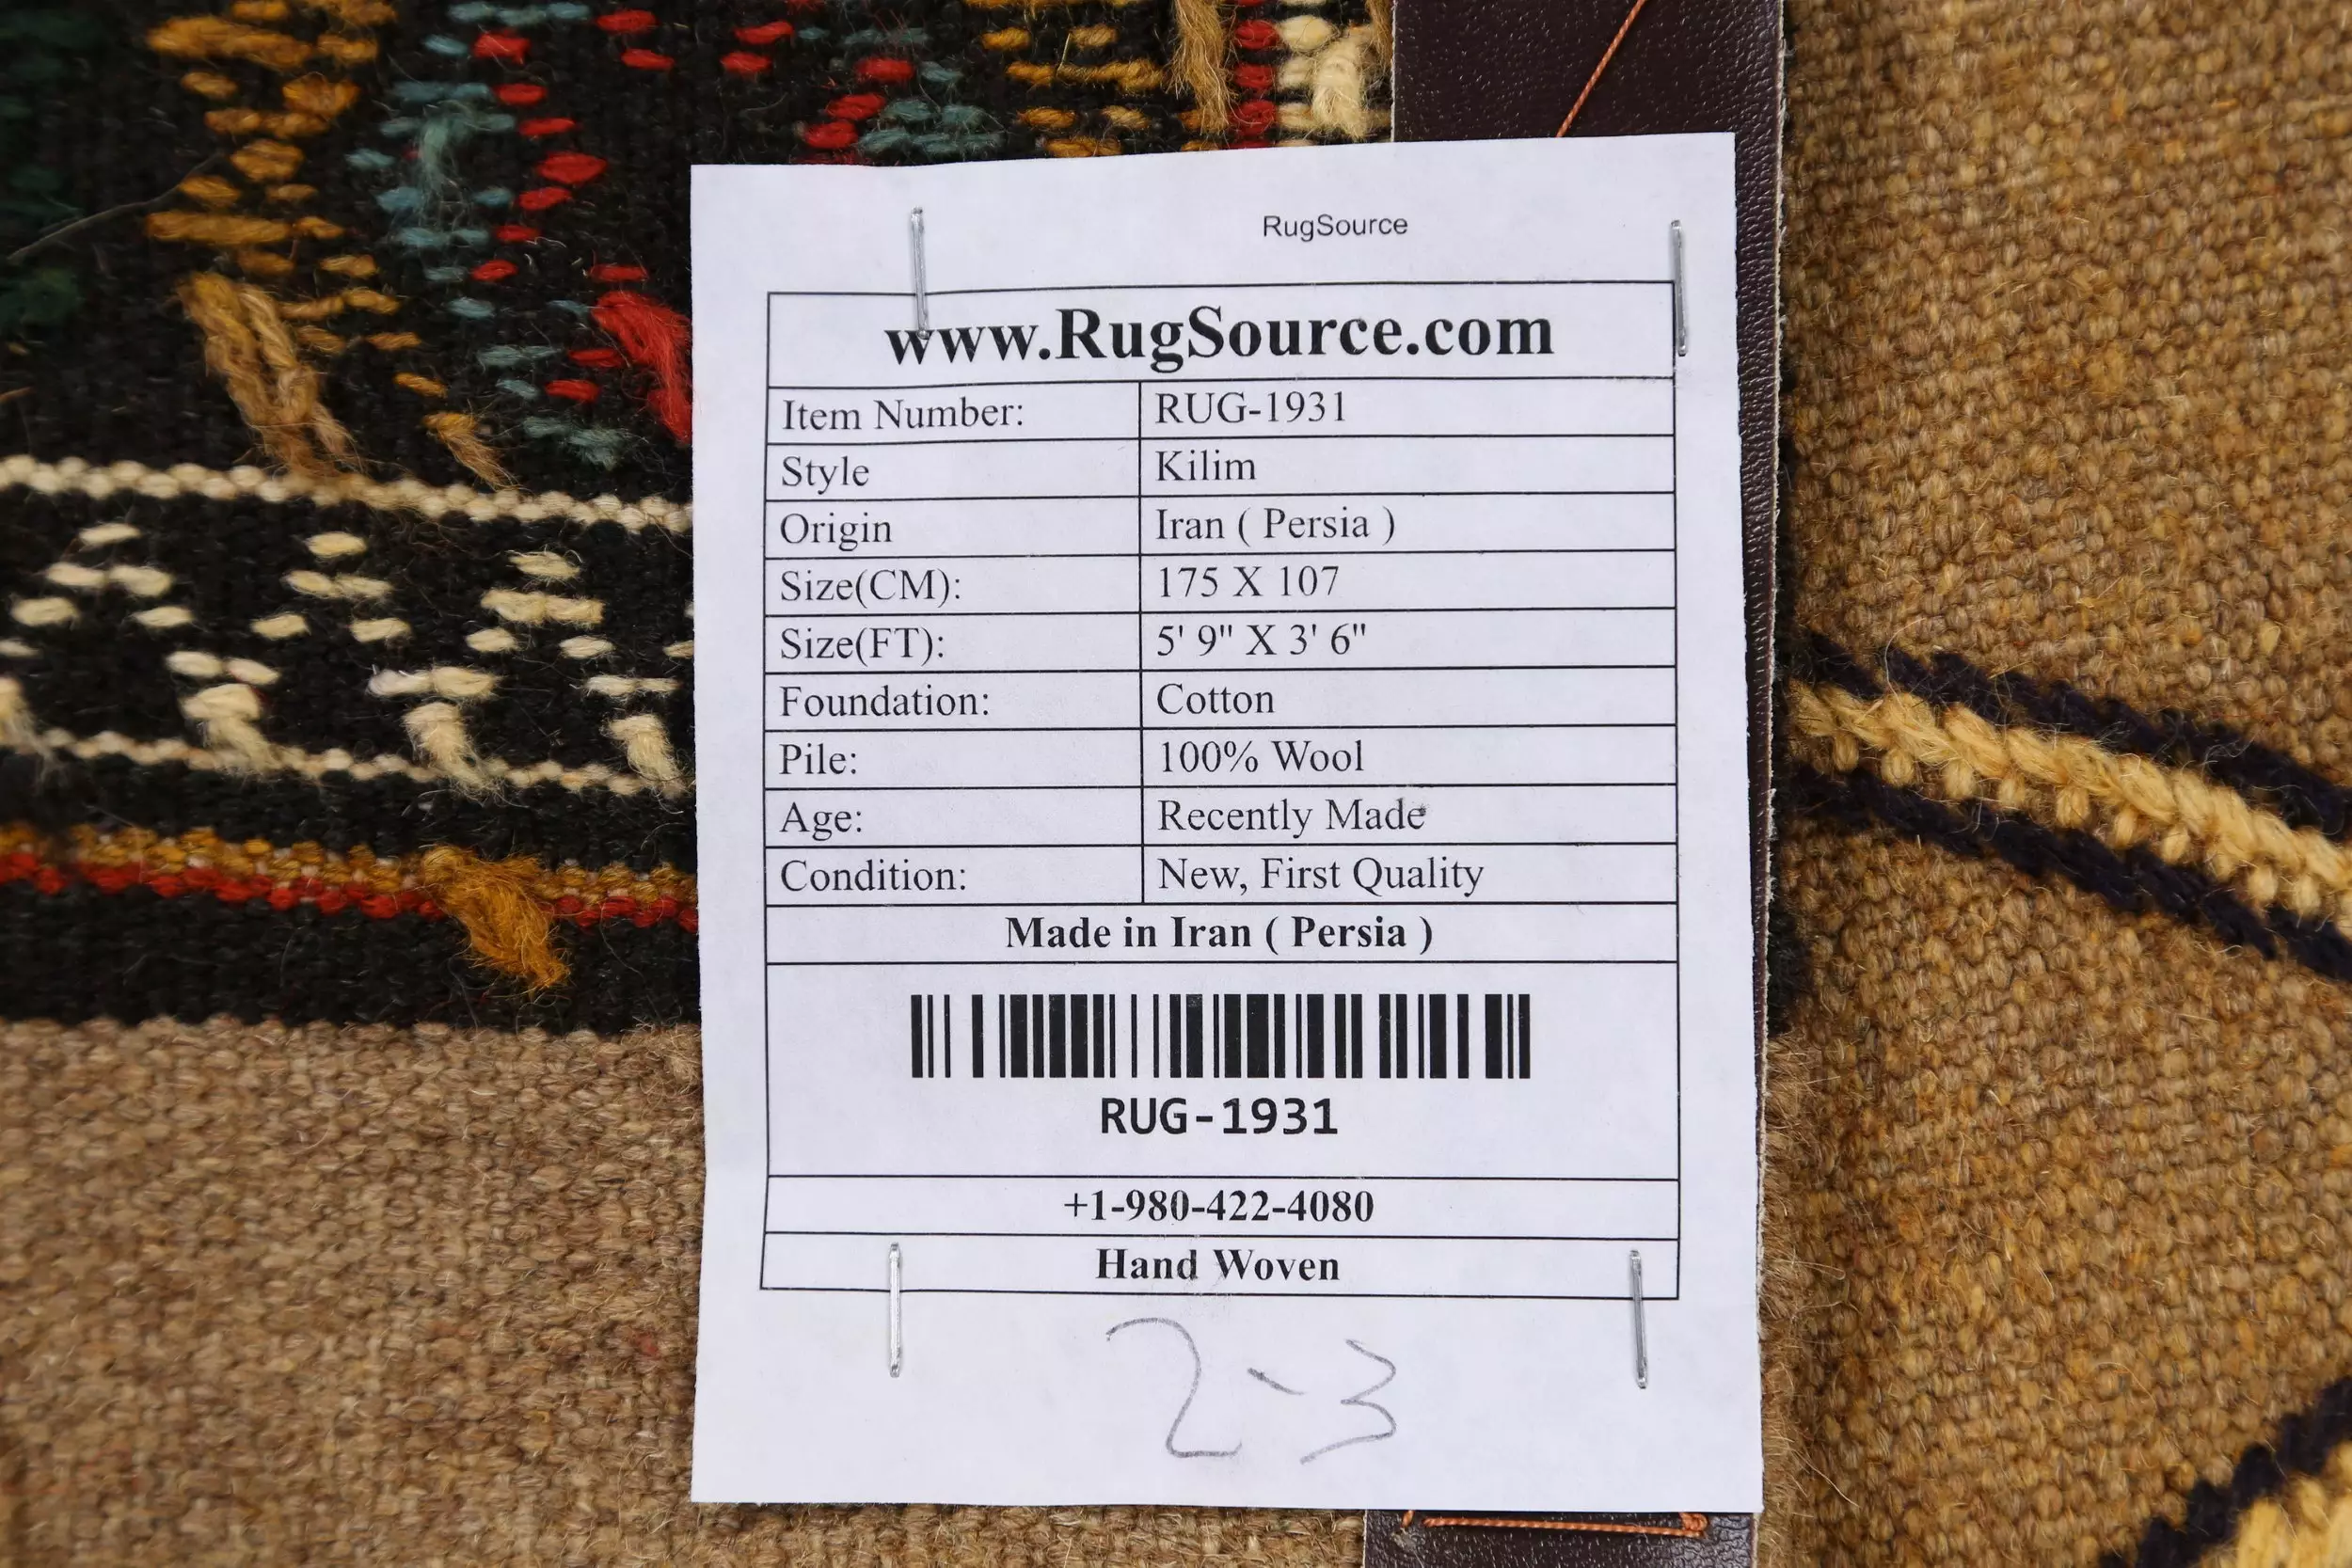 RugSource
www.RugSource.com
Item Number: RUG-1931
Style Kilim
Origin Iran ( Persia )
Size(CM): 175 X 107
Size(FT): 5' 9" X 3' 6"
Foundation: Cotton
Pile: 100% Wool
Age: Recently Made
Condition: New, First Quality
Made in Iran ( Persia )
RUG-1931
+1-980-422-4080
Hand Woven
2-3